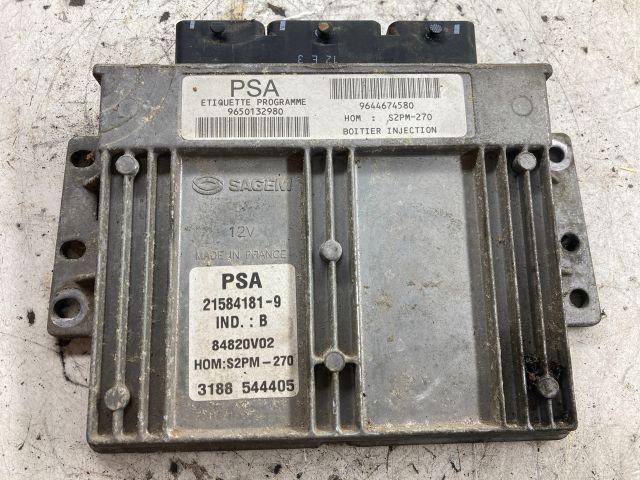 PSA
ETIQUETTE PROGRAMME
9650132980
9644674580
HOM : S2PM-270
BOITIER INJECTION
SAGEM
12V
MADE IN FRANCE
PSA
21584181-9
IND. : B
84820V02
HOM:S2PM-270
3188 544405